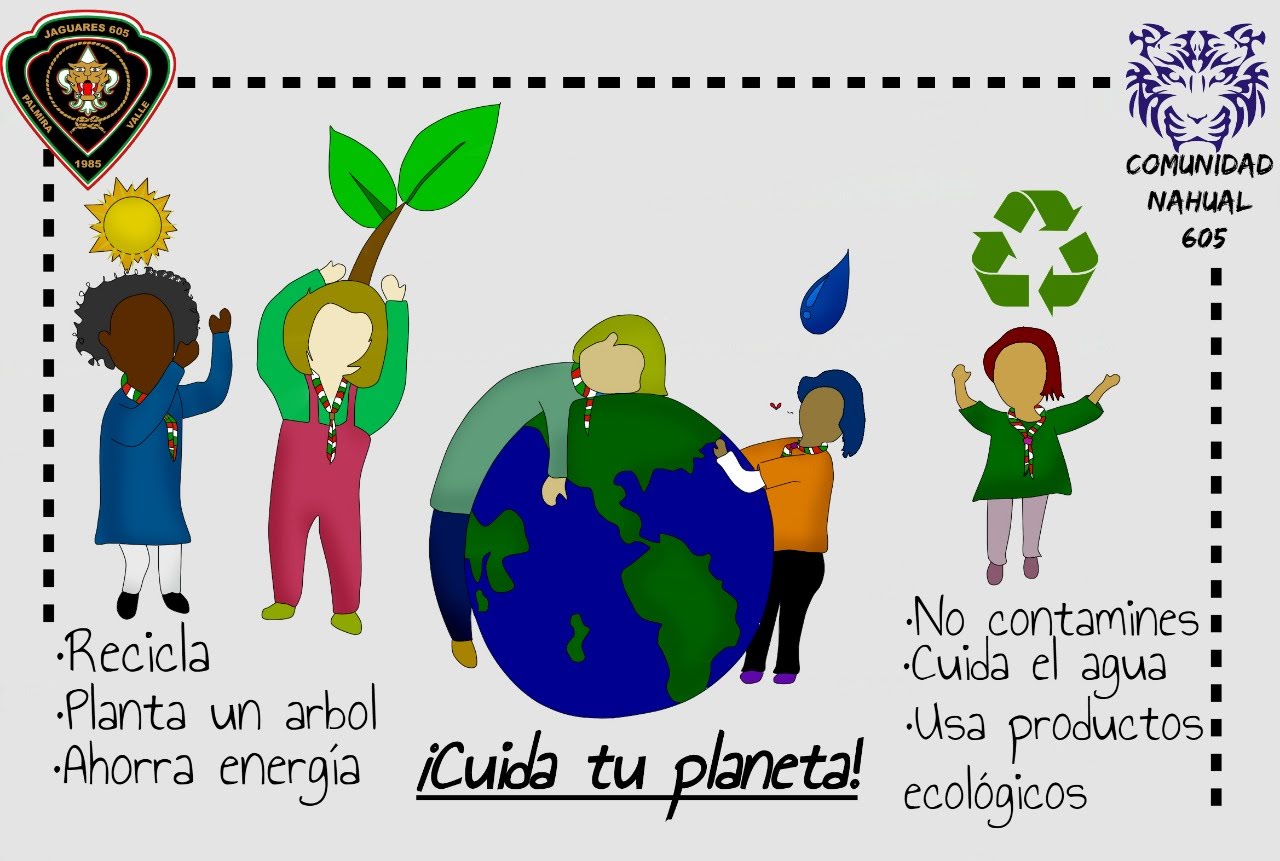 JAGUARES 605
PALMIRA
VALLE
1985
COMUNIDAD
NAHUAL
605
•Recicla
•Planta un arbol
•Ahorra energía
¡Cuida tu planeta!
•No contamines
•Cuida el agua
•Usa productos
ecológicos